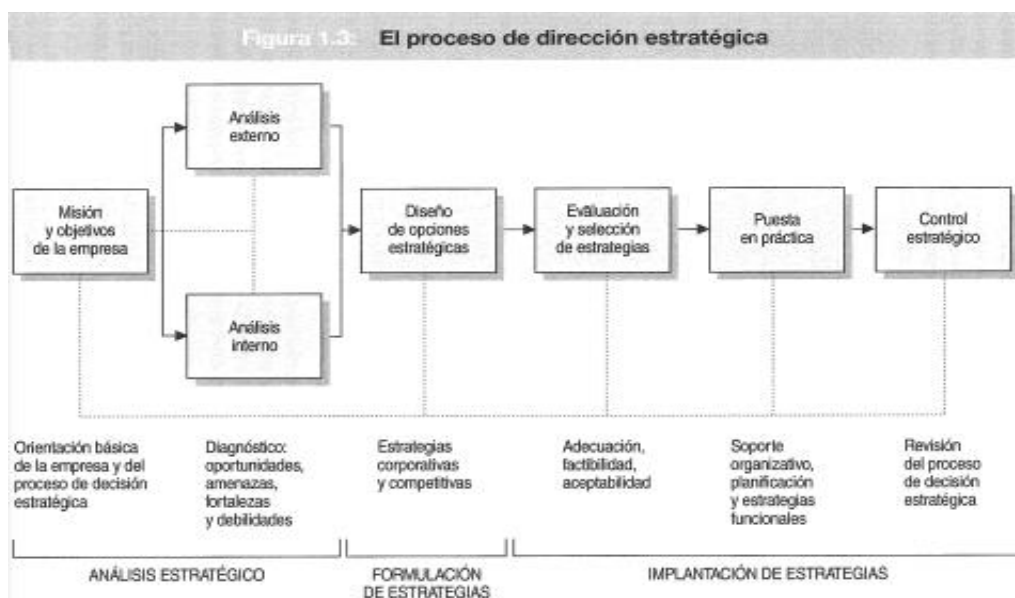 Figura 1.3: El proceso de dirección estratégica
Análisis
externo
Misión
y objetivos
de la empresa
Diseño
de opciones
estratégicas
Evaluación
y selección
de estrategias
Puesta
en práctica
Control
estratégico
Análisis
interno
Orientación básica
de la empresa y del
proceso de decisión
estratégica
Diagnóstico:
oportunidades,
amenazas,
fortalezas
y debilidades
Estrategias
corporativas
y competitivas
Adecuación,
factibilidad,
aceptabilidad
Soporte
organizativo,
planificación
y estrategias
funcionales
Revisión
del proceso
de decisión
estratégica
ANÁLISIS ESTRATÉGICO
FORMULACIÓN
DE ESTRATEGIAS
IMPLANTACIÓN DE ESTRATEGIAS